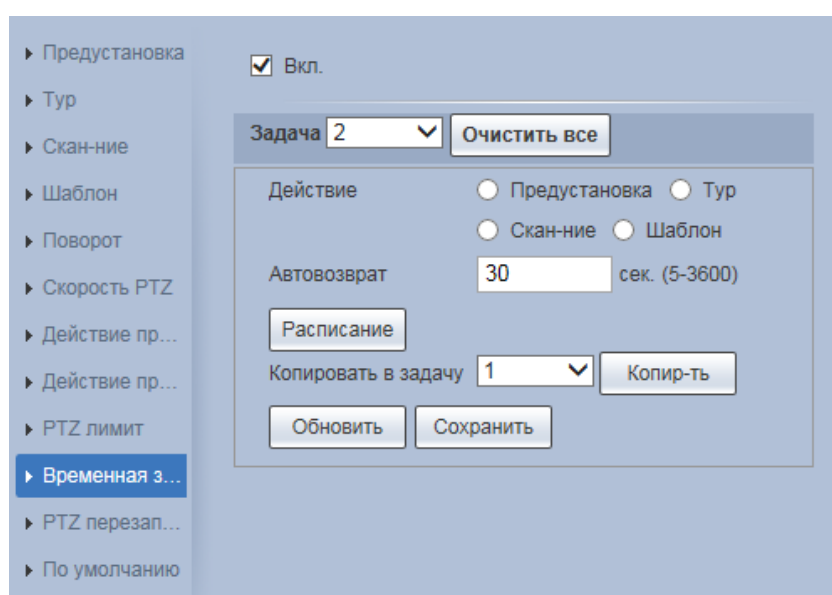 Предустановка
Тур
Скан-ние
Шаблон
Поворот
Скорость PTZ
Действие пр...
Действие пр...
PTZ лимит
Временная з...
PTZ перезап...
По умолчанию
Вкл.
Задача 2 Очистить все
Действие Предустановка Тур
Скан-ние Шаблон
Автовозврат 30 сек. (5-3600)
Расписание
Копировать в задачу 1 Копир-ть
Обновить Сохранить